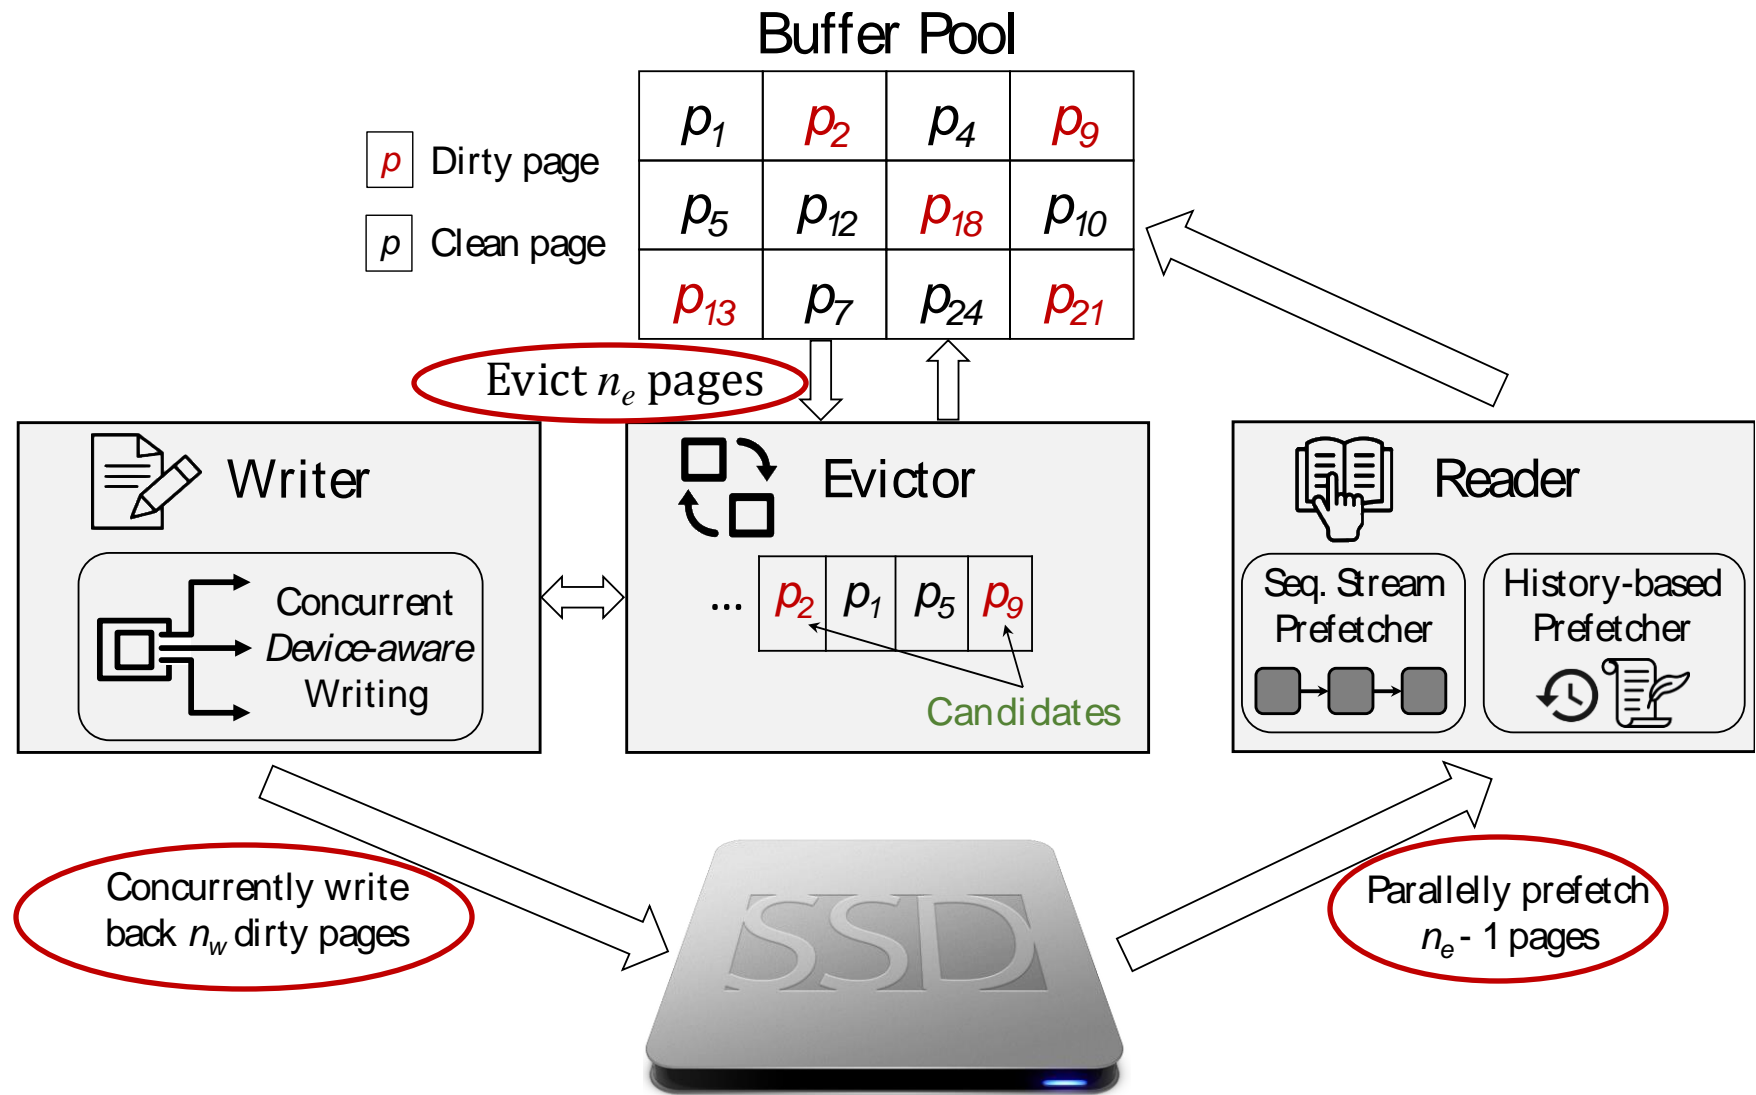 Buffer Pool
p1 p2 p4 p9
p Dirty page
p5 p12 p18 p10
p Clean page
p13 p7 p24 p21
Evict ne pages
Writer
Concurrent
Device-aware
Writing
Evictor
... p2 p1 p5 p9
Candidates
Reader
Seq. Stream
Prefetcher
History-based
Prefetcher
Concurrently write
back nw dirty pages
SSD
Parallelly prefetch
ne - 1 pages